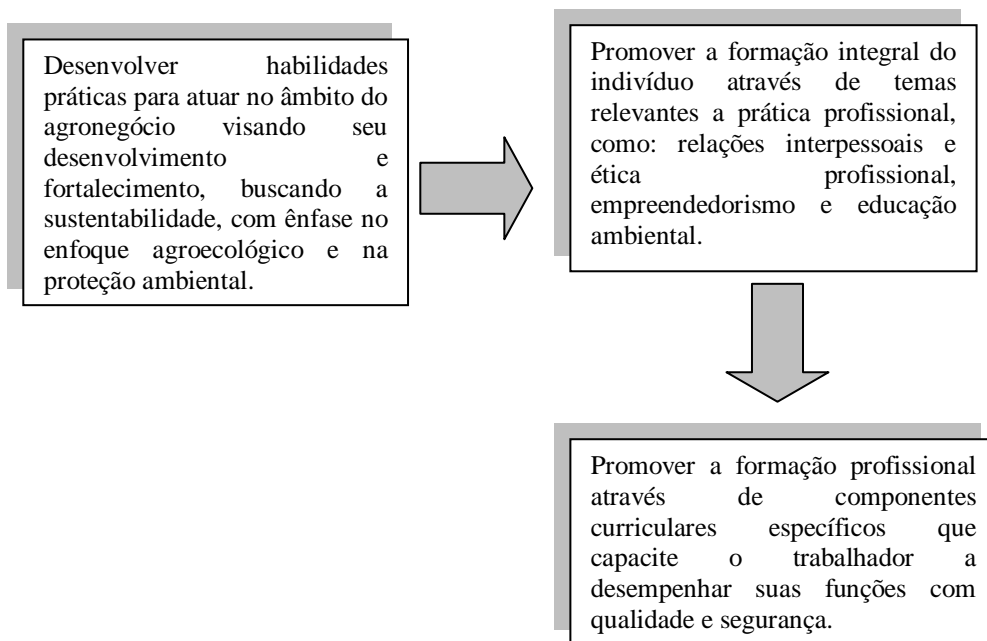 Desenvolver habilidades
práticas para atuar no âmbito do
agronegócio visando seu
desenvolvimento e
fortalecimento, buscando a
sustentabilidade, com ênfase no
enfoque agroecológico e na
proteção ambiental.
Promover a formação integral do
indivíduo através de temas
relevantes a prática profissional,
como: relações interpessoais e
ética profissional,
empreendedorismo e educação
ambiental.
Promover a formação profissional
através de componentes
curriculares específicos que
capacite o trabalhador a
desempenhar suas funções com
qualidade e segurança.